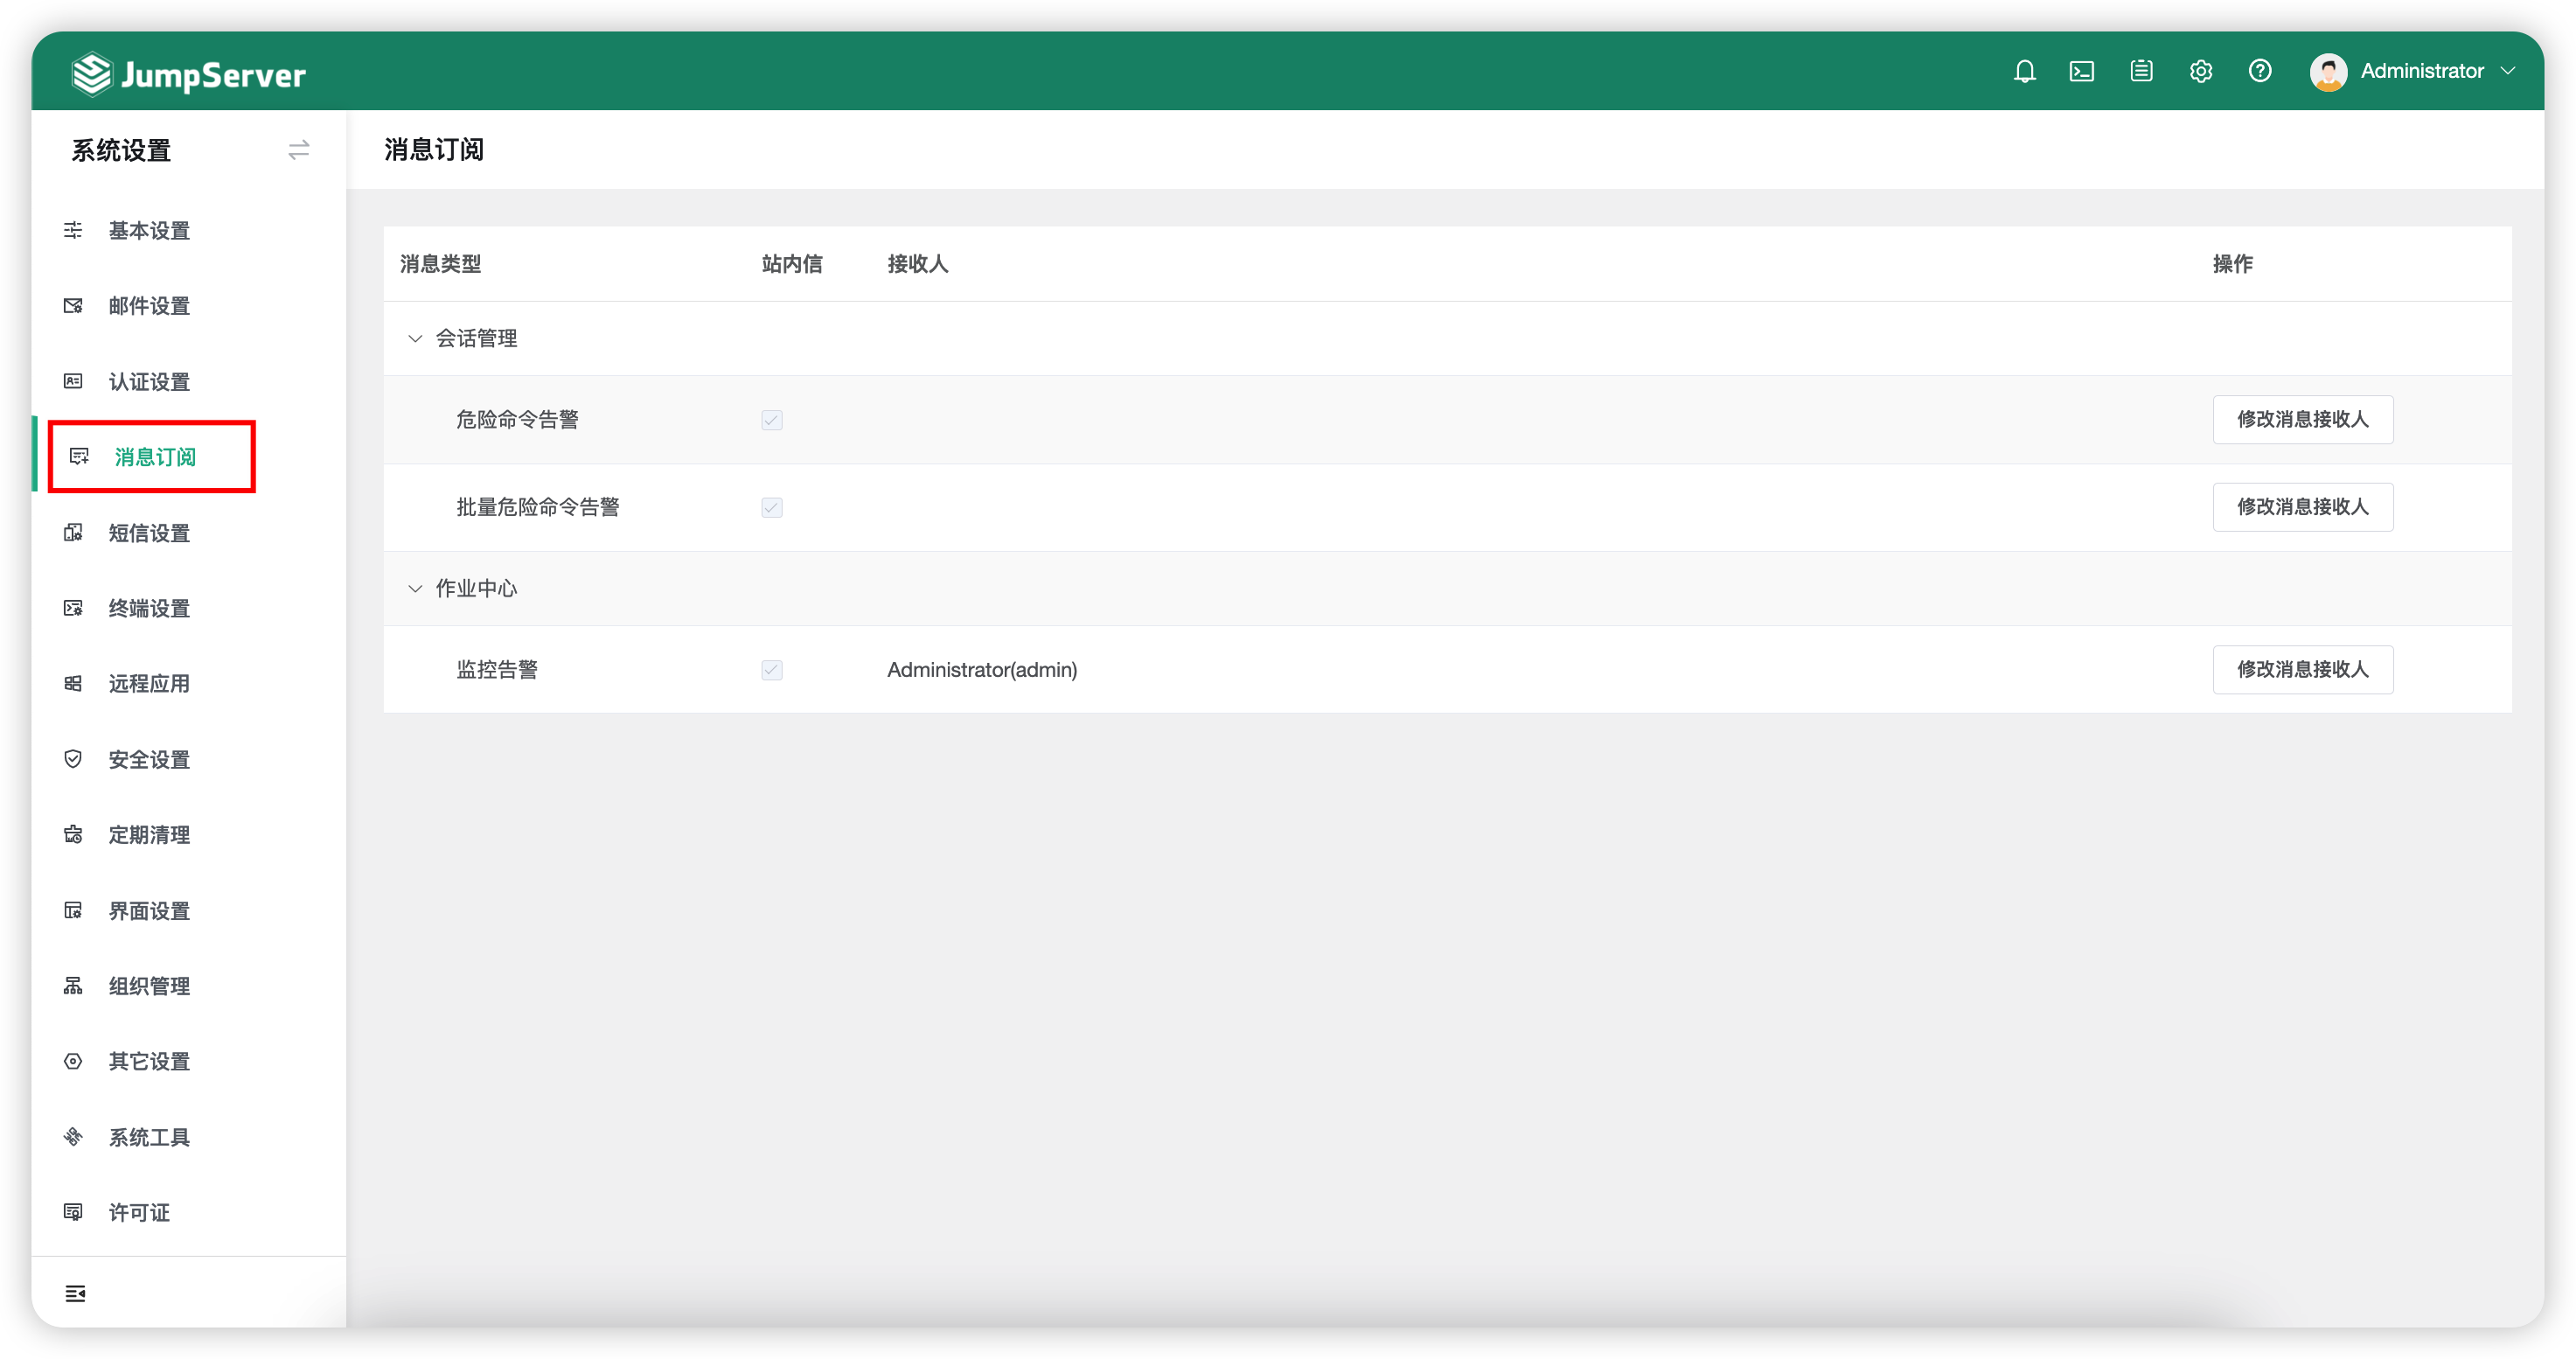 JumpServer
Administrator
系统设置
消息订阅
基本设置
邮件设置
认证设置
消息订阅
短信设置
终端设置
远程应用
安全设置
定期清理
界面设置
组织管理
其它设置
系统工具
许可证
消息类型 站内信 接收人 操作
会话管理
危险命令告警 修改消息接收人
批量危险命令告警 修改消息接收人
作业中心
监控告警 Administrator(admin) 修改消息接收人